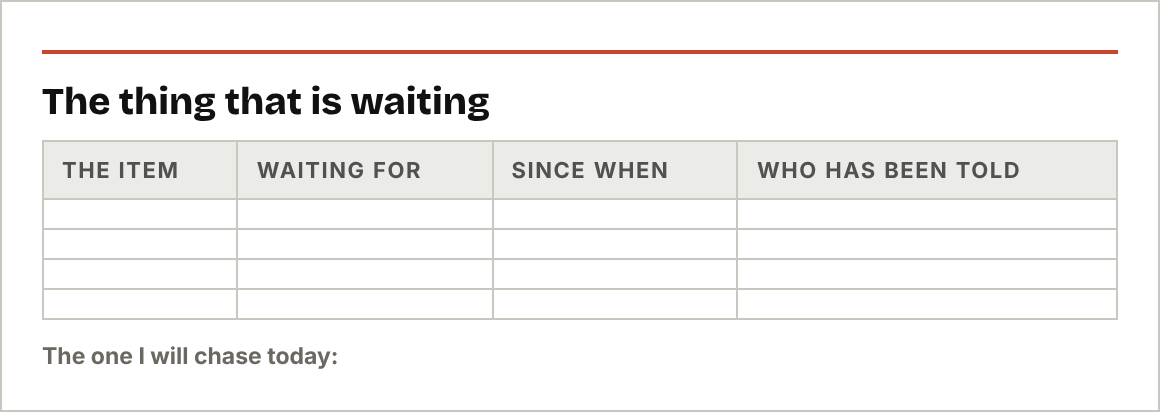 The thing that is waiting
THE ITEM WAITING FOR SINCE WHEN WHO HAS BEEN TOLD
The one I will chase today: